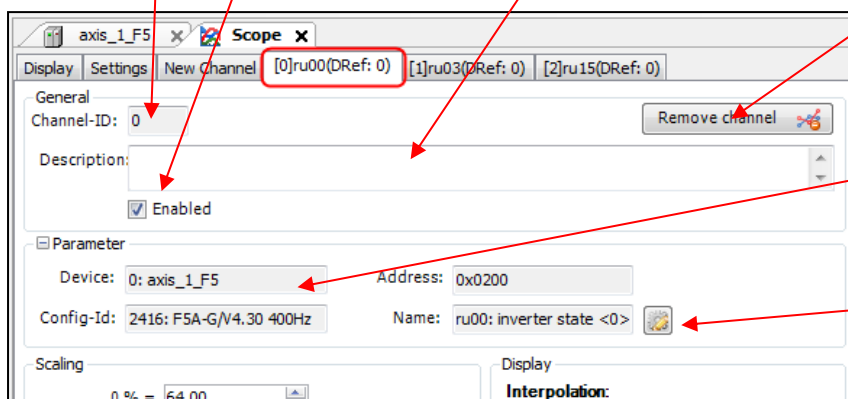 axis_1_F5 Scope
Display Settings New Channel [0]ru00(DRef: 0) [1]ru03(DRef: 0) [2]ru15(DRef: 0)
General
Channel-ID: 0 Remove channel
Description:
Enabled
Parameter
Device: 0: axis_1_F5 Address: 0x0200
Config-Id: 2416: F5A-G/V4.30 400Hz Name: ru00: inverter state <0>
Scaling Display
0 % = 64.00 Interpolation: